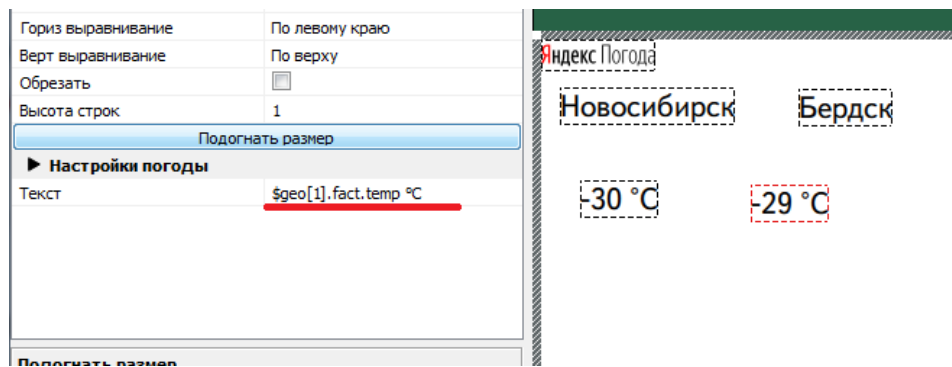 Гориз выравнивание По левому краю
Верт выравнивание По верху
Обрезать
Высота строк 1
Подогнать размер
Настройки погоды
Текст $geo[1].fact.temp °C
Подогнать размер
Яндекс Погода
Новосибирск Бердск
-30 °C -29 °C